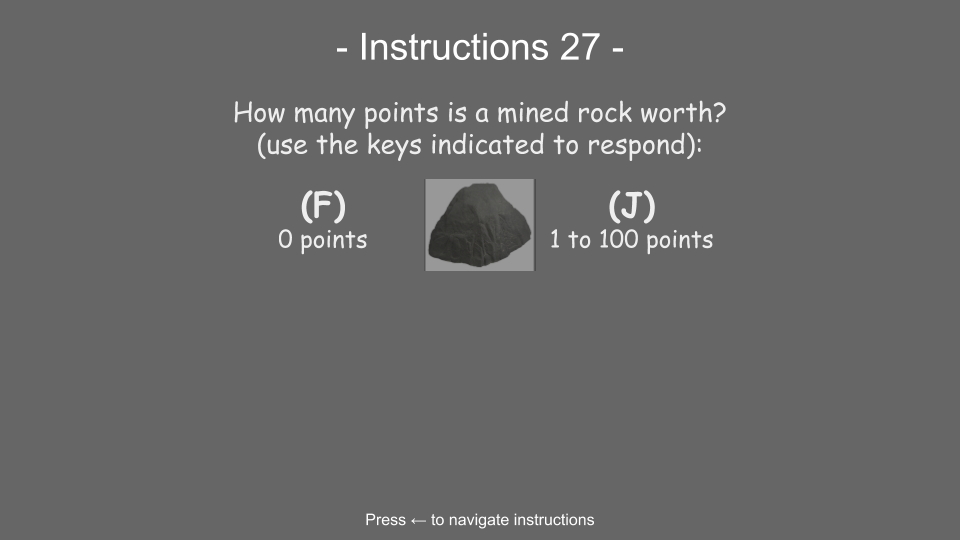 - Instructions 27 -
How many points is a mined rock worth?
(use the keys indicated to respond):
(F)
0 points
(J)
1 to 100 points
Press ← to navigate instructions